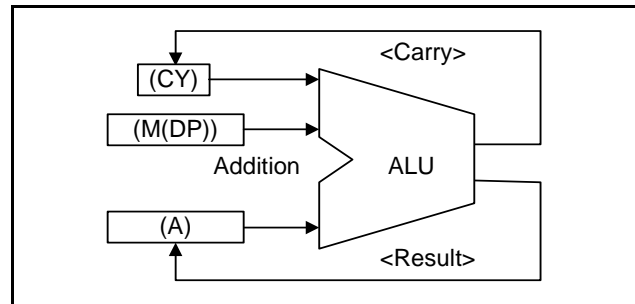 <Carry>
(CY)
(M(DP))
Addition
ALU
(A)
<Result>